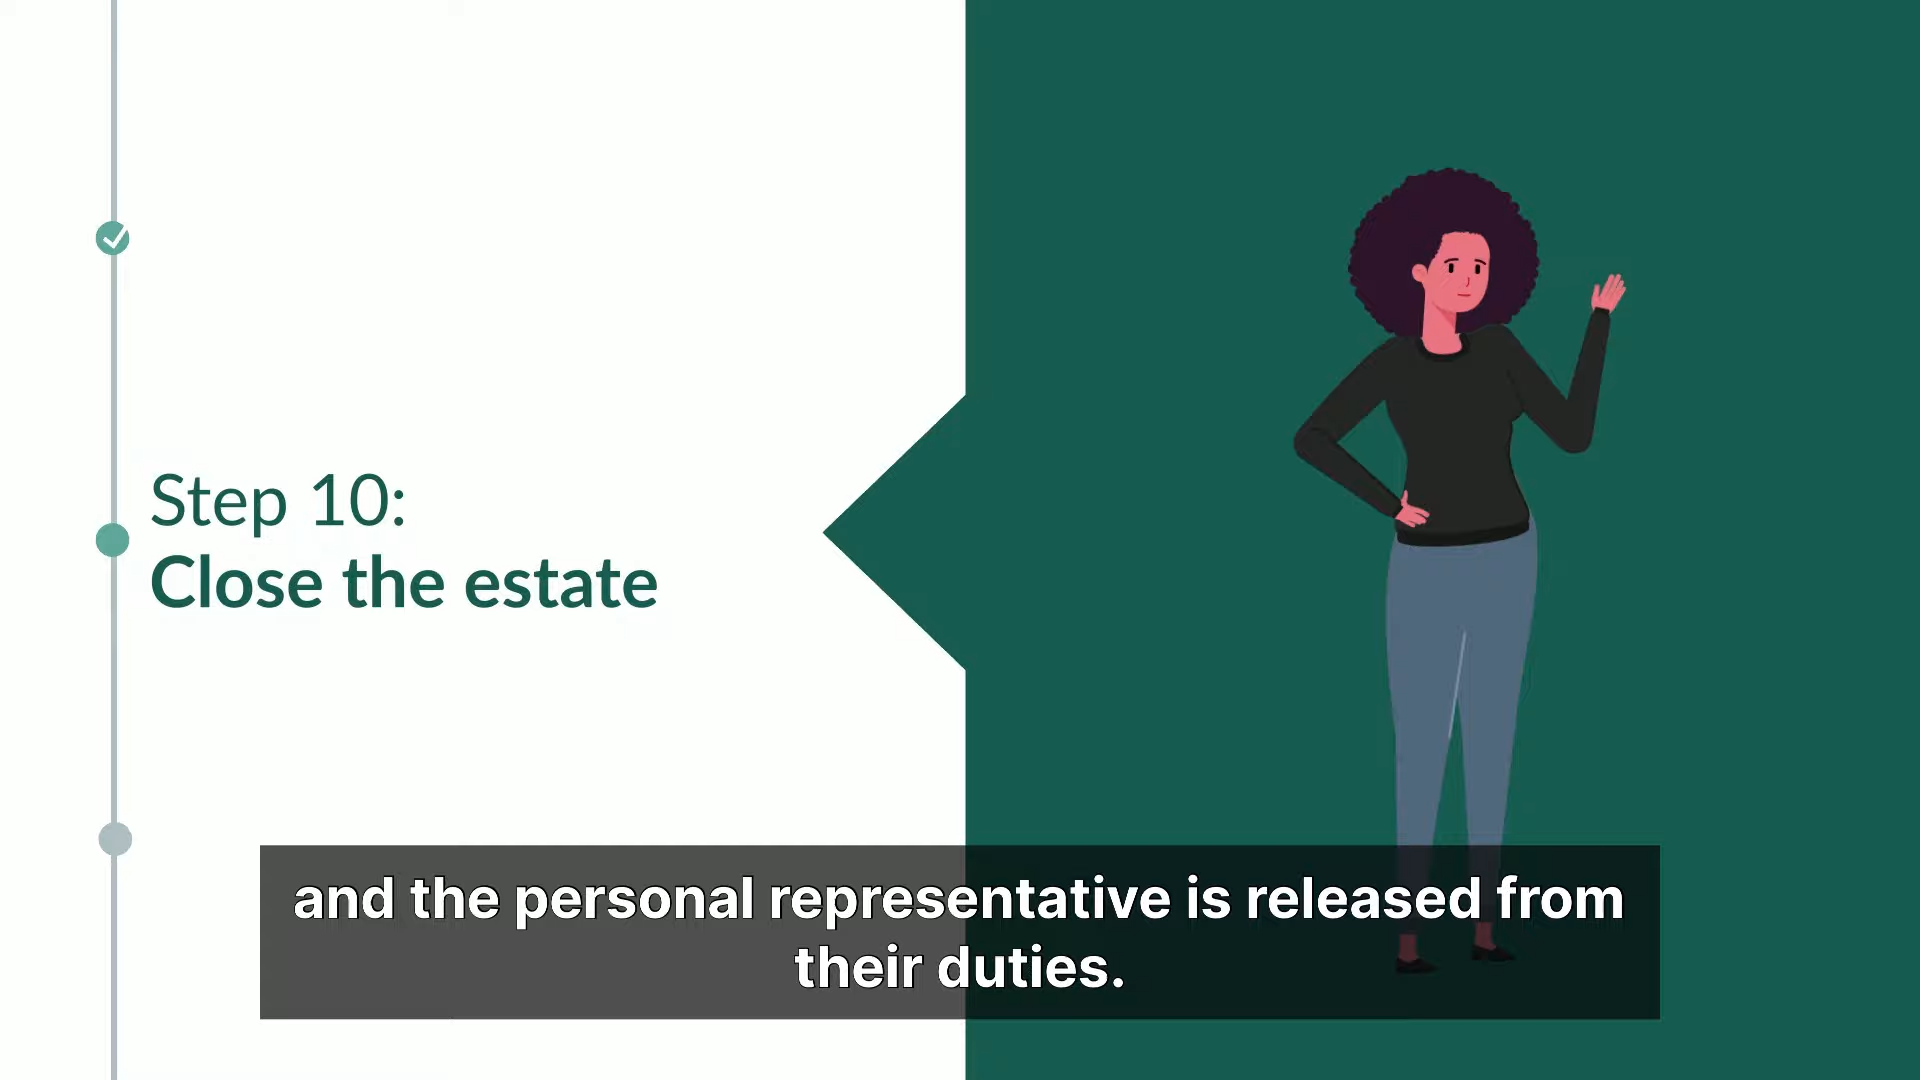 Step 10:
Close the estate
and the personal representative is released from
their duties.